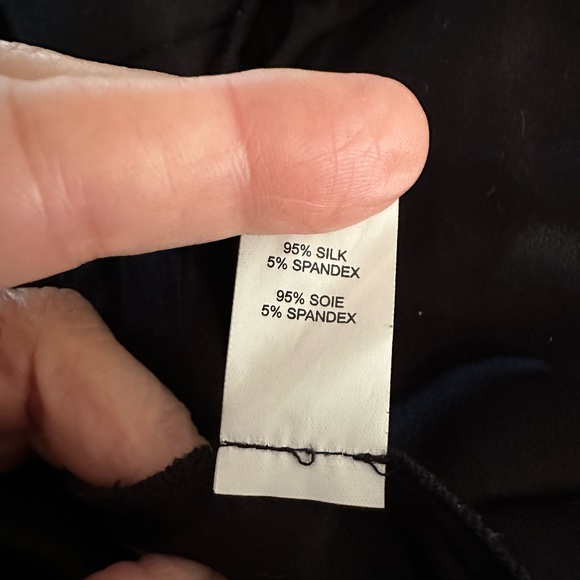 95% SILK
5% SPANDEX
95% SOIE
5% SPANDEX